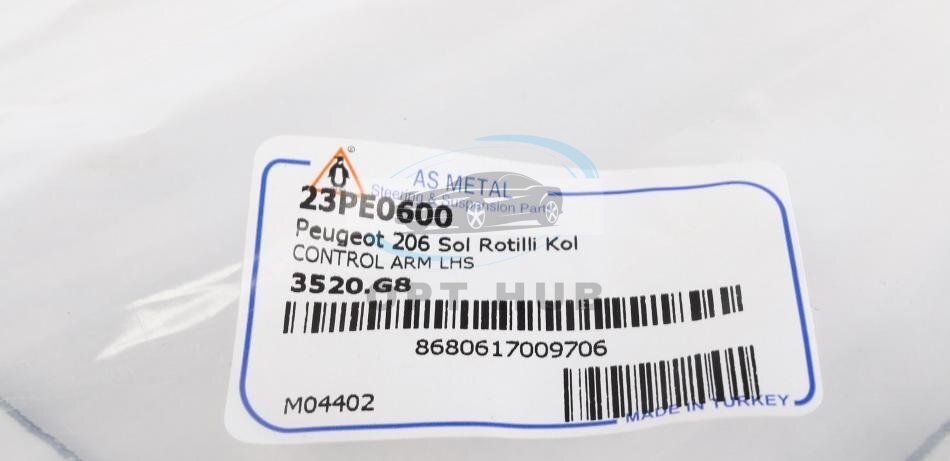 ®
AS METAL
Steering & Suspension Parts
23PE0600
Peugeot 206 Sol Rotilli Kol
CONTROL ARM LHS
3520.G8
OPT HUB
8680617009706
M04402
MADE IN TURKEY